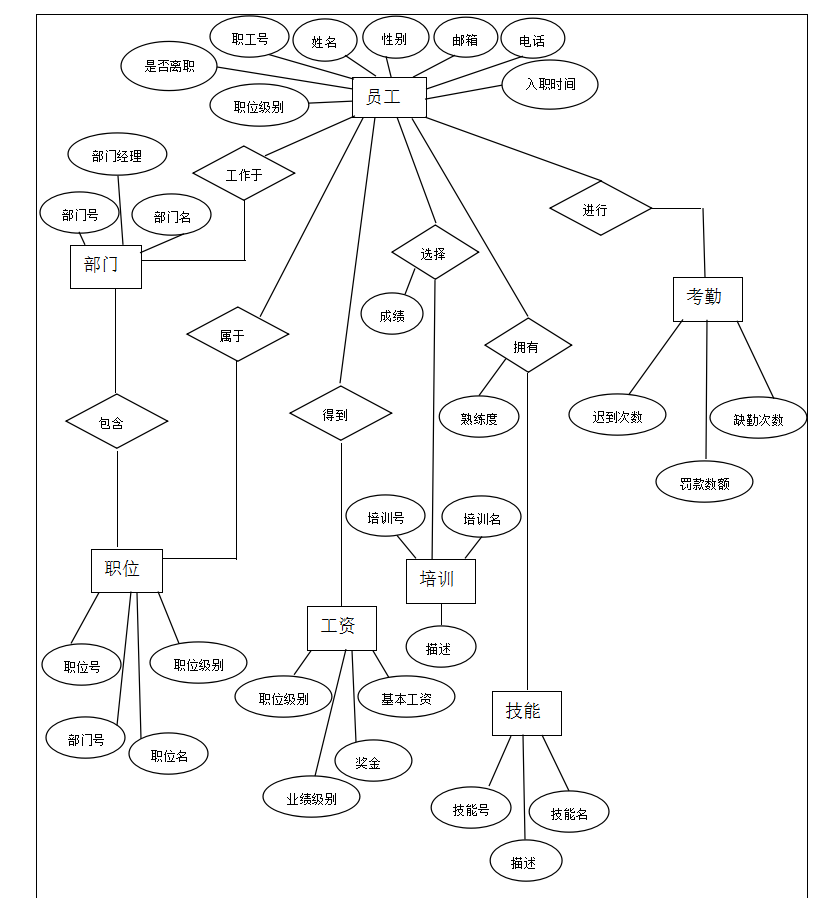 职工号
姓名
性别
邮箱
电话
是否离职
入职时间
职位级别
员工
部门经理
工作于
部门号
部门名
进行
选择
部门
考勤
成绩
属于
拥有
包含
得到
熟练度
迟到次数
缺勤次数
罚款数额
培训号
培训名
职位
培训
工资
职位号
职位级别
描述
职位级别
基本工资
技能
部门号
职位名
奖金
业绩级别
技能号
技能名
描述